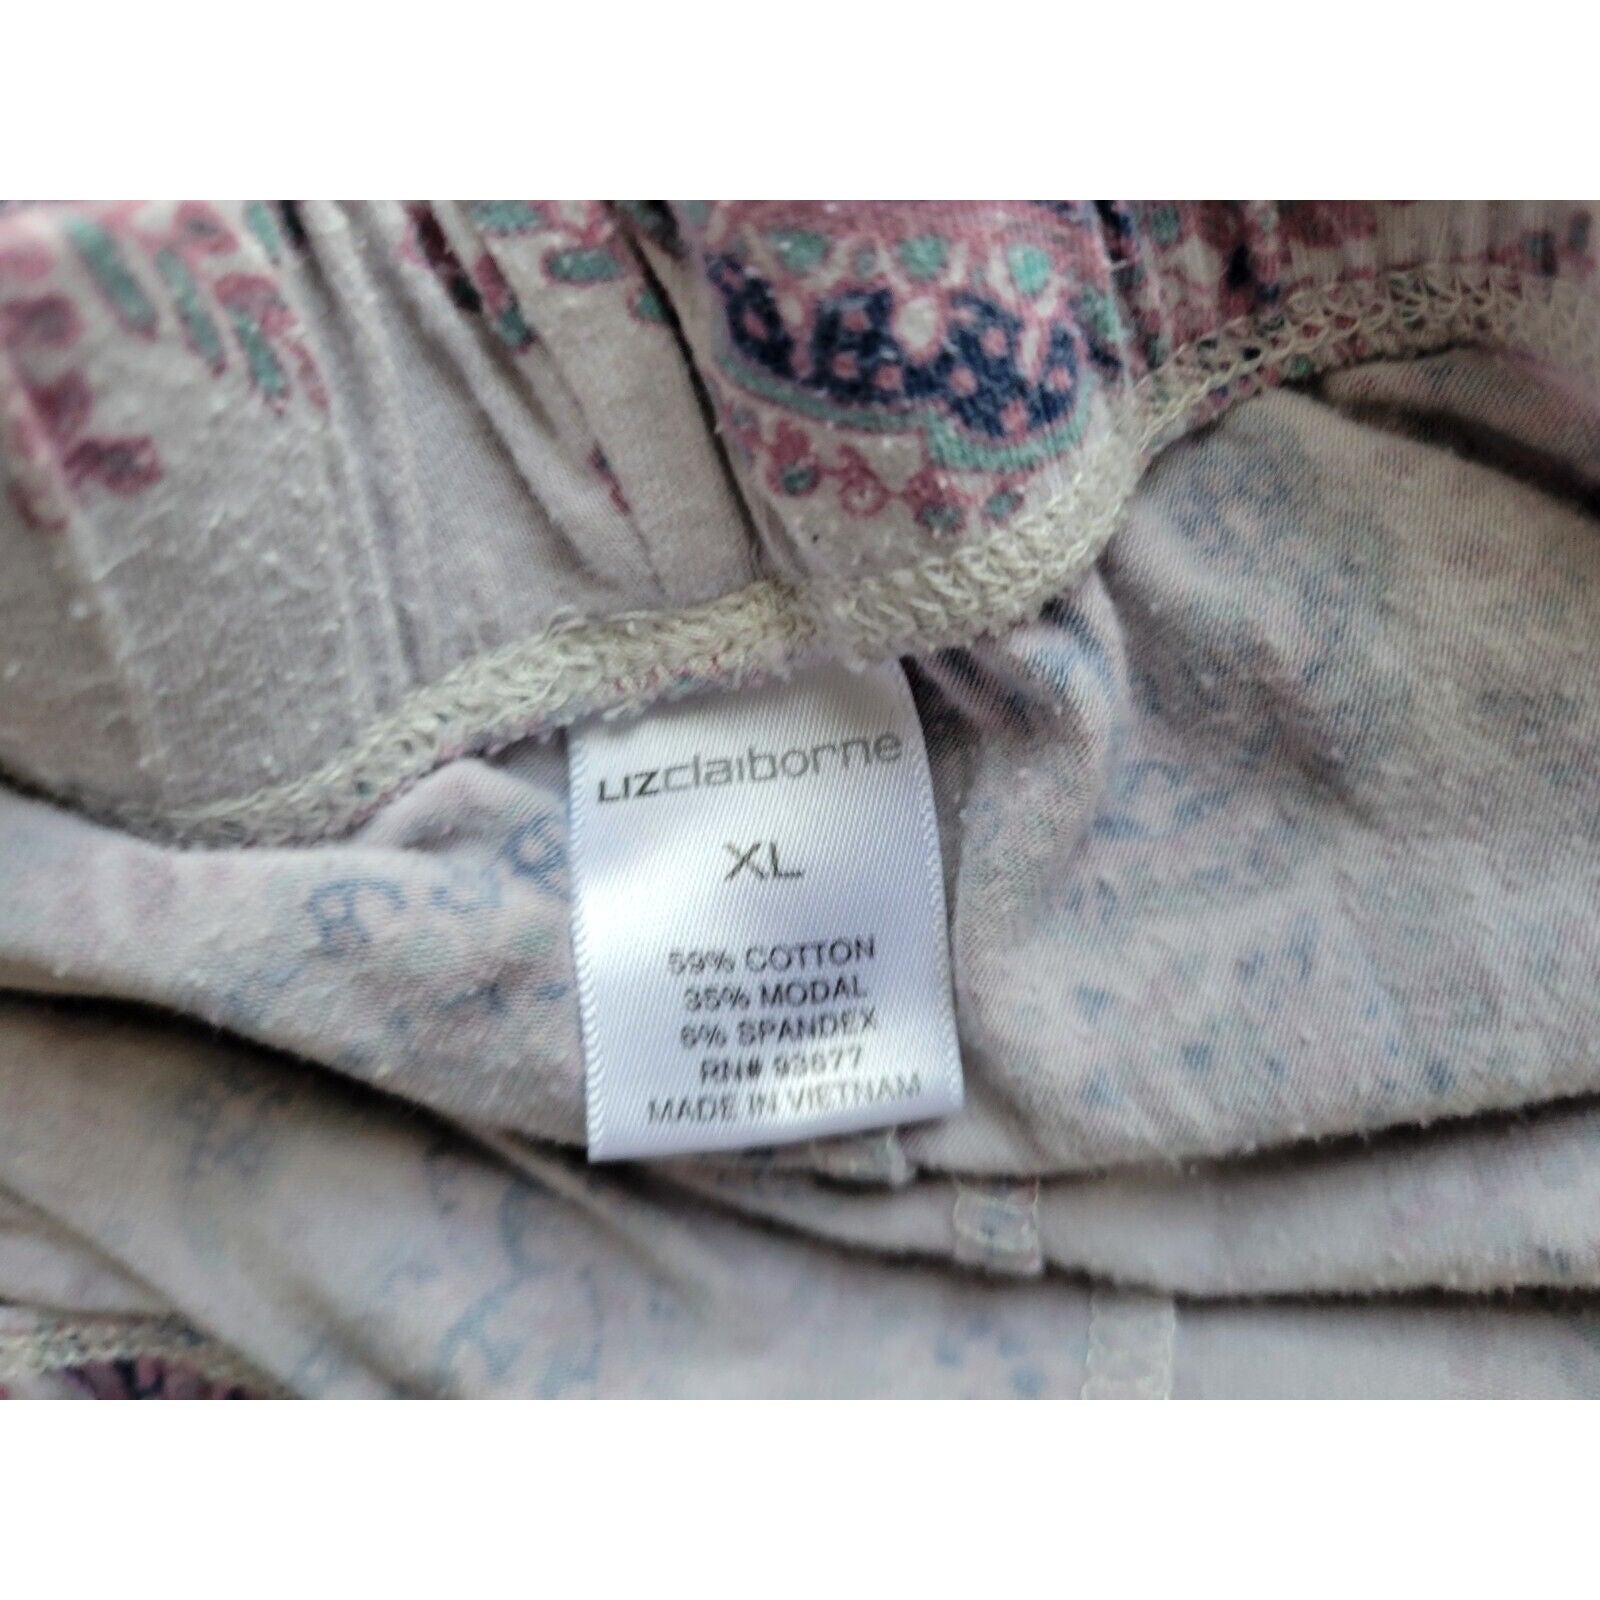 LIZclaiborne
XL
59% COTTON
35% MODAL
6% SPANDEX
RN# 93677
MADE IN VIETNAM